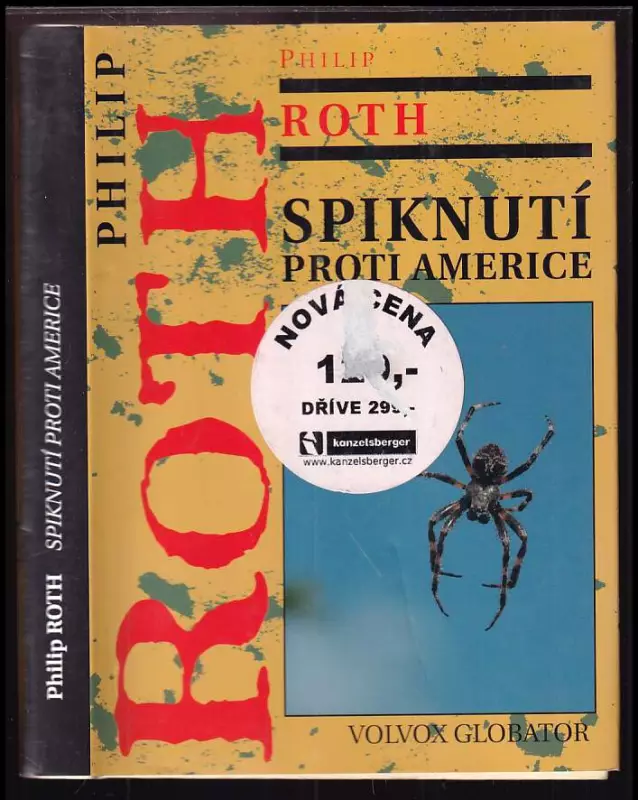 Philip ROTH SPIKNUTÍ PROTI AMERICE
PHILIP
ROTH
PHILIP
ROTH
SPIKNUTÍ
PROTI AMERICE
NOVÁ CENA
DŘÍVE 299,-
kanzelsberger
www.kanzelsberger.cz
VOLVOX GLOBATOR